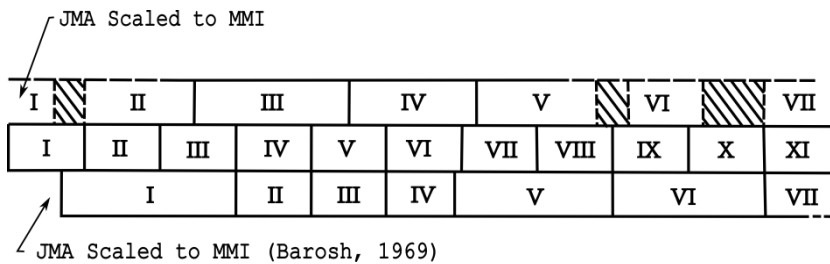 JMA Scaled to MMI
I II III IV V VI VII
I II III IV V VI VII VIII IX X XI
I II III IV V VI VII
JMA Scaled to MMI (Barosh, 1969)